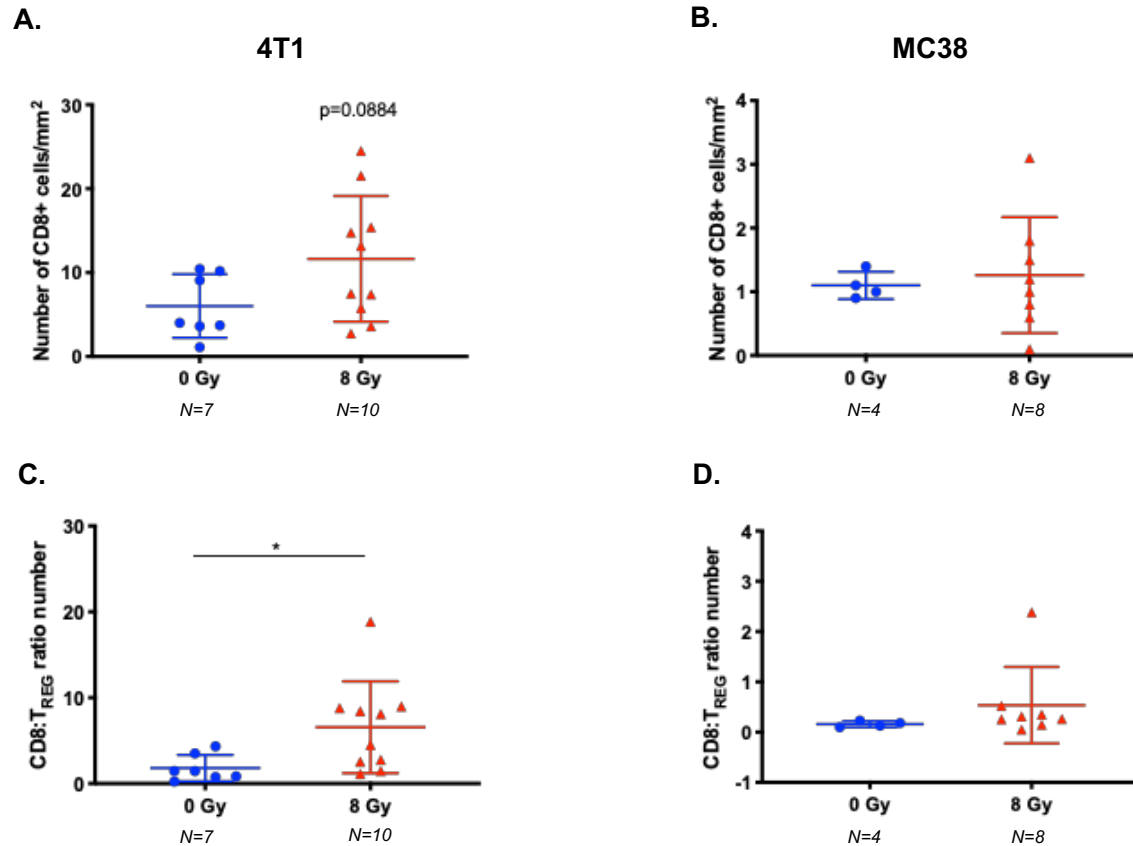 A.
4T1
Number of CD8+ cells/mm²
30
20
10
0
p=0.0884
0 Gy
8 Gy
N=7
N=10
B.
MC38
Number of CD8+ cells/mm²
4
3
2
1
0
0 Gy
8 Gy
N=4
N=8
C.
CD8:T_REG ratio number
30
20
10
0
*
0 Gy
8 Gy
N=7
N=10
D.
CD8:T_REG ratio number
4
3
2
1
0
-1
0 Gy
8 Gy
N=4
N=8